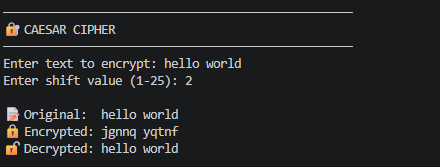 🔐 CAESAR CIPHER
Enter text to encrypt: hello world
Enter shift value (1-25): 2
📝 Original:  hello world
🔒 Encrypted: jgnnq yqtnf
🔓 Decrypted: hello world